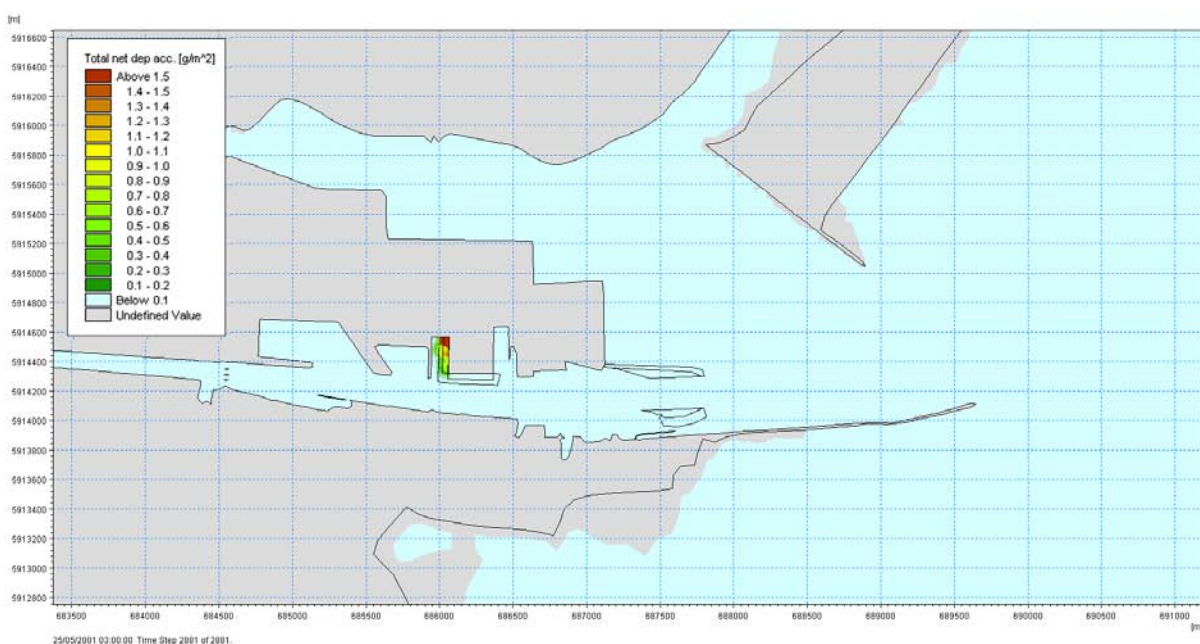 [m]
5916600
5916400
5916200
5916000
5915800
5915600
5915400
5915200
5915000
5914800
5914600
5914400
5914200
5914000
5913800
5913600
5913400
5913200
5913000
5912800
Total net dep acc. [g/m^2]
Above 1.5
1.4 - 1.5
1.3 - 1.4
1.2 - 1.3
1.1 - 1.2
1.0 - 1.1
0.9 - 1.0
0.8 - 0.9
0.7 - 0.8
0.6 - 0.7
0.5 - 0.6
0.4 - 0.5
0.3 - 0.4
0.2 - 0.3
0.1 - 0.2
Below 0.1
Undefined Value
683500 684000 684500 685000 685500 686000 686500 687000 687500 688000 688500 689000 689500 690000 690500 691000
[m]
25/05/2001 03:00:00 Time Step 2881 of 2881.